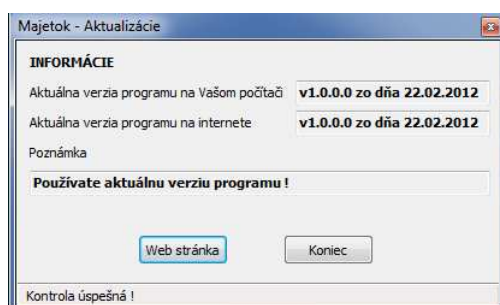 Majetok - Aktualizácie
INFORMÁCIE
Aktuálna verzia programu na Vašom počítači v1.0.0.0 zo dňa 22.02.2012
Aktuálna verzia programu na internete v1.0.0.0 zo dňa 22.02.2012
Poznámka
Používate aktuálnu verziu programu !
Web stránka Koniec
Kontrola úspešná !